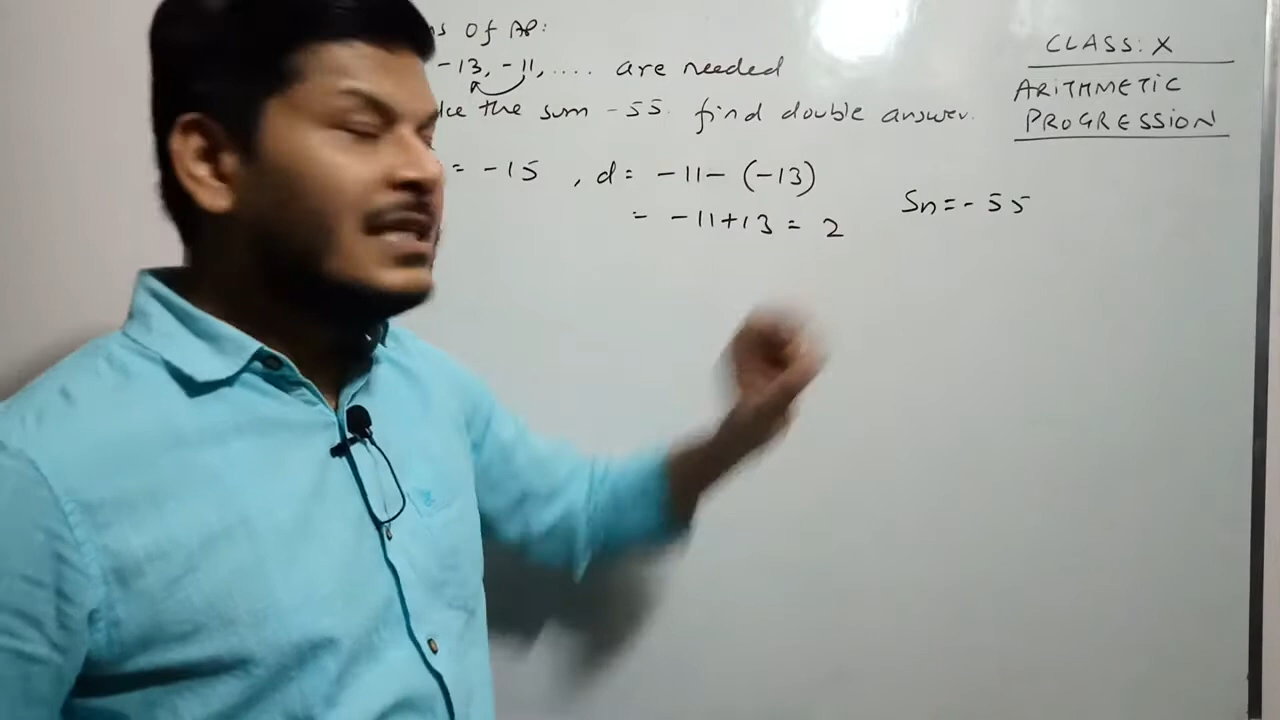 Of AP:
-13, -11, .... are needed
the sum -55. find double answer.
= -15 , d= -11- (-13)
= -11+13 = 2
Sn=-55
CLASS: X
ARITHMETIC
PROGRESSION